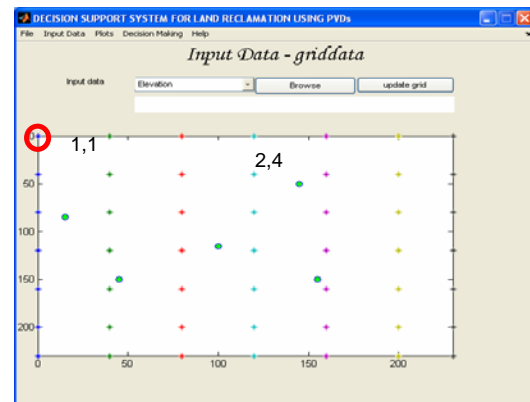 DECISION SUPPORT SYSTEM FOR LAND RECLAMATION USING PVDs
File Input Data Plots Decision Making Help
Input Data - griddata
Input data Elevation Browse update grid
0
1,1
2,4
50
100
150
200
0 50 100 150 200